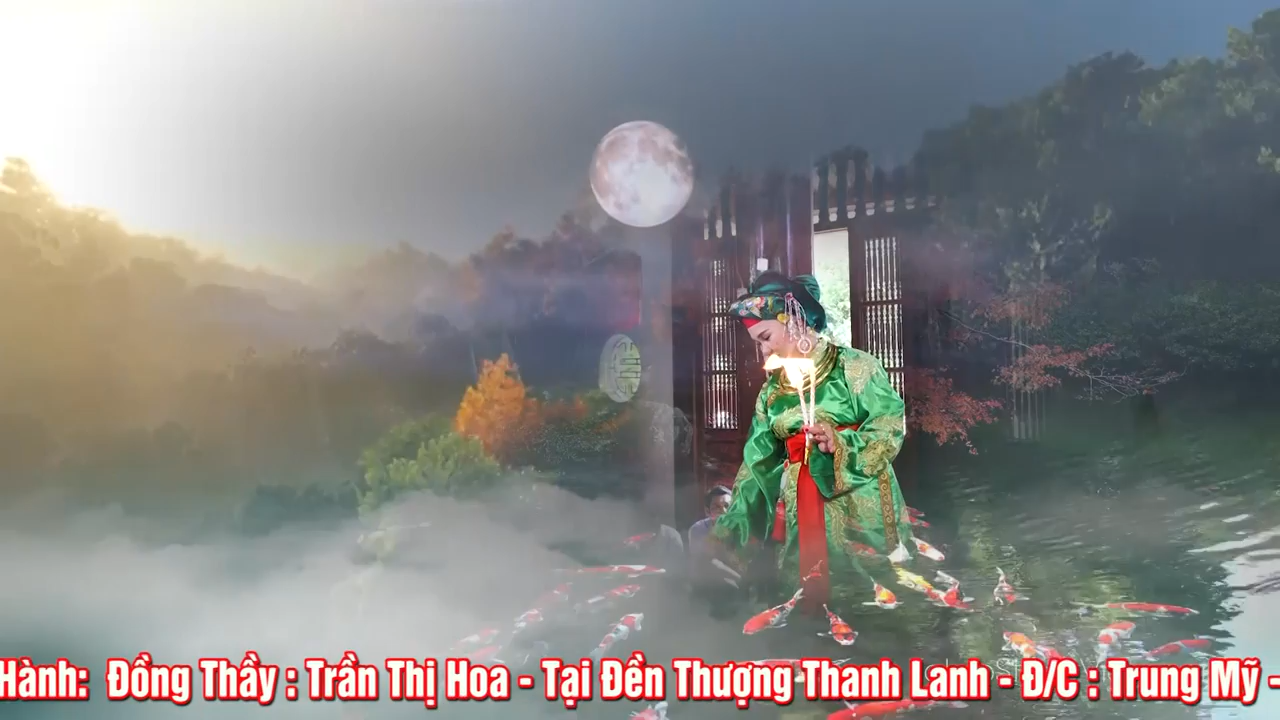 Hành: Đồng Thầy : Trần Thị Hoa - Tại Đền Thượng Thanh Lanh - Đ/C : Trung Mỹ -